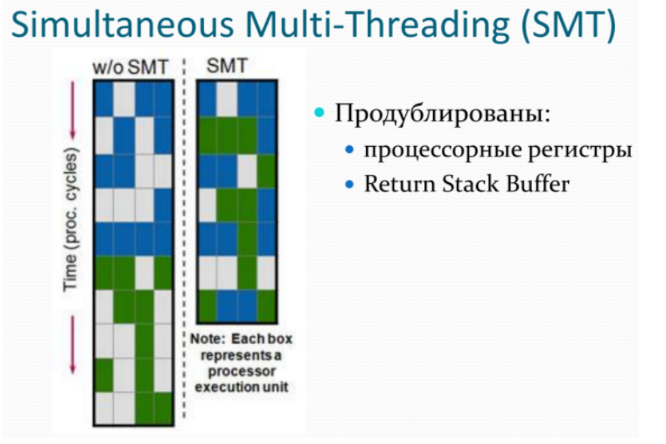 Simultaneous Multi-Threading (SMT)
w/o SMT
SMT
Time (proc. cycles)
Note: Each box
represents a
processor
execution unit
Продублированы:
процессорные регистры
Return Stack Buffer